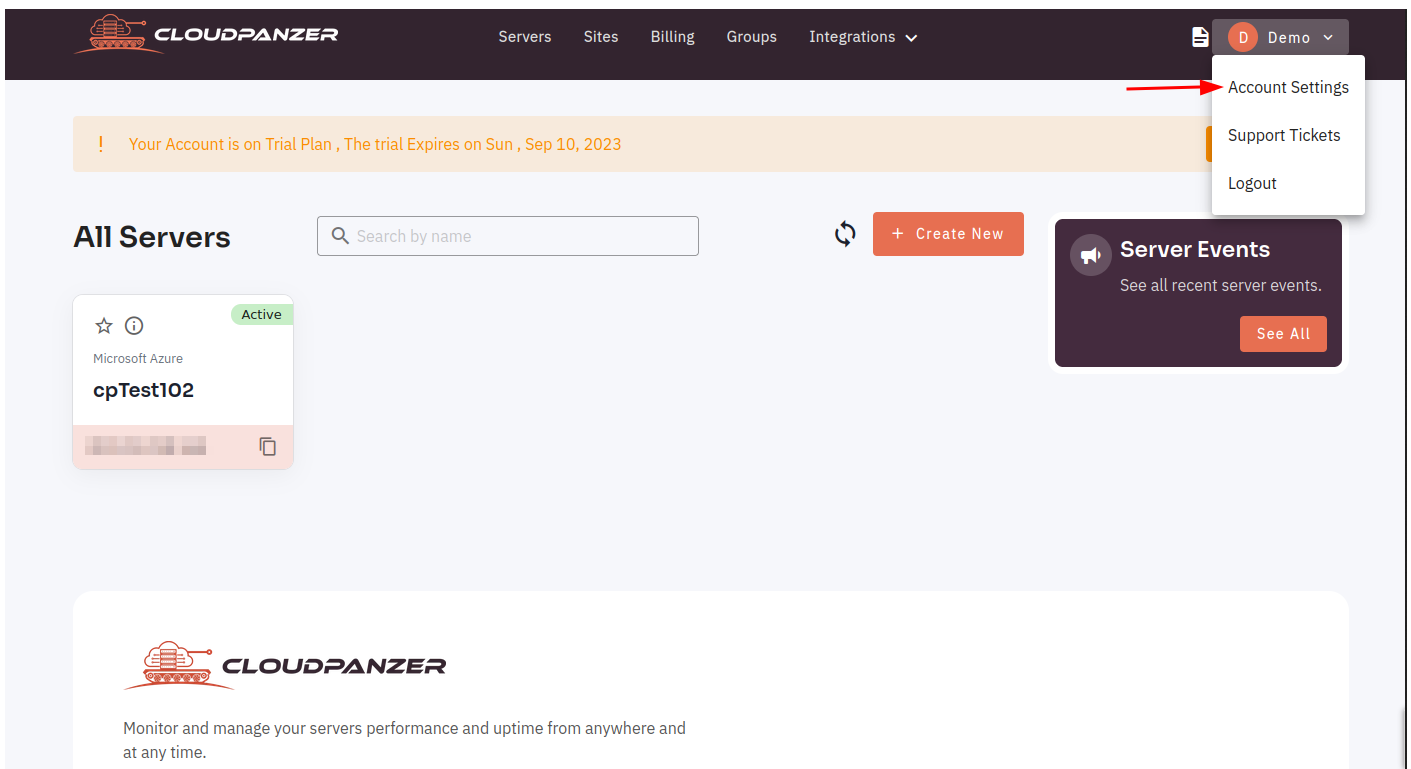 CLOUDPANZER
Servers
Sites
Billing
Groups
Integrations
D
Demo
Account Settings
Support Tickets
Logout
! Your Account is on Trial Plan , The trial Expires on Sun , Sep 10, 2023
All Servers
Search by name
+ Create New
Server Events
See all recent server events.
See All
Active
Microsoft Azure
cpTest102
CLOUDPANZER
Monitor and manage your servers performance and uptime from anywhere and
at any time.